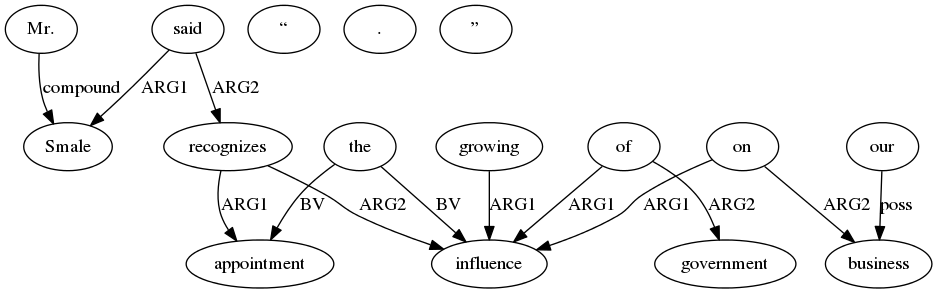 Mr. said “ . ”
compound ARG1 ARG2
Smale recognizes the growing of on our
ARG1 BV ARG2 BV ARG1 ARG1 ARG1 ARG2 ARG2 poss
appointment influence government business